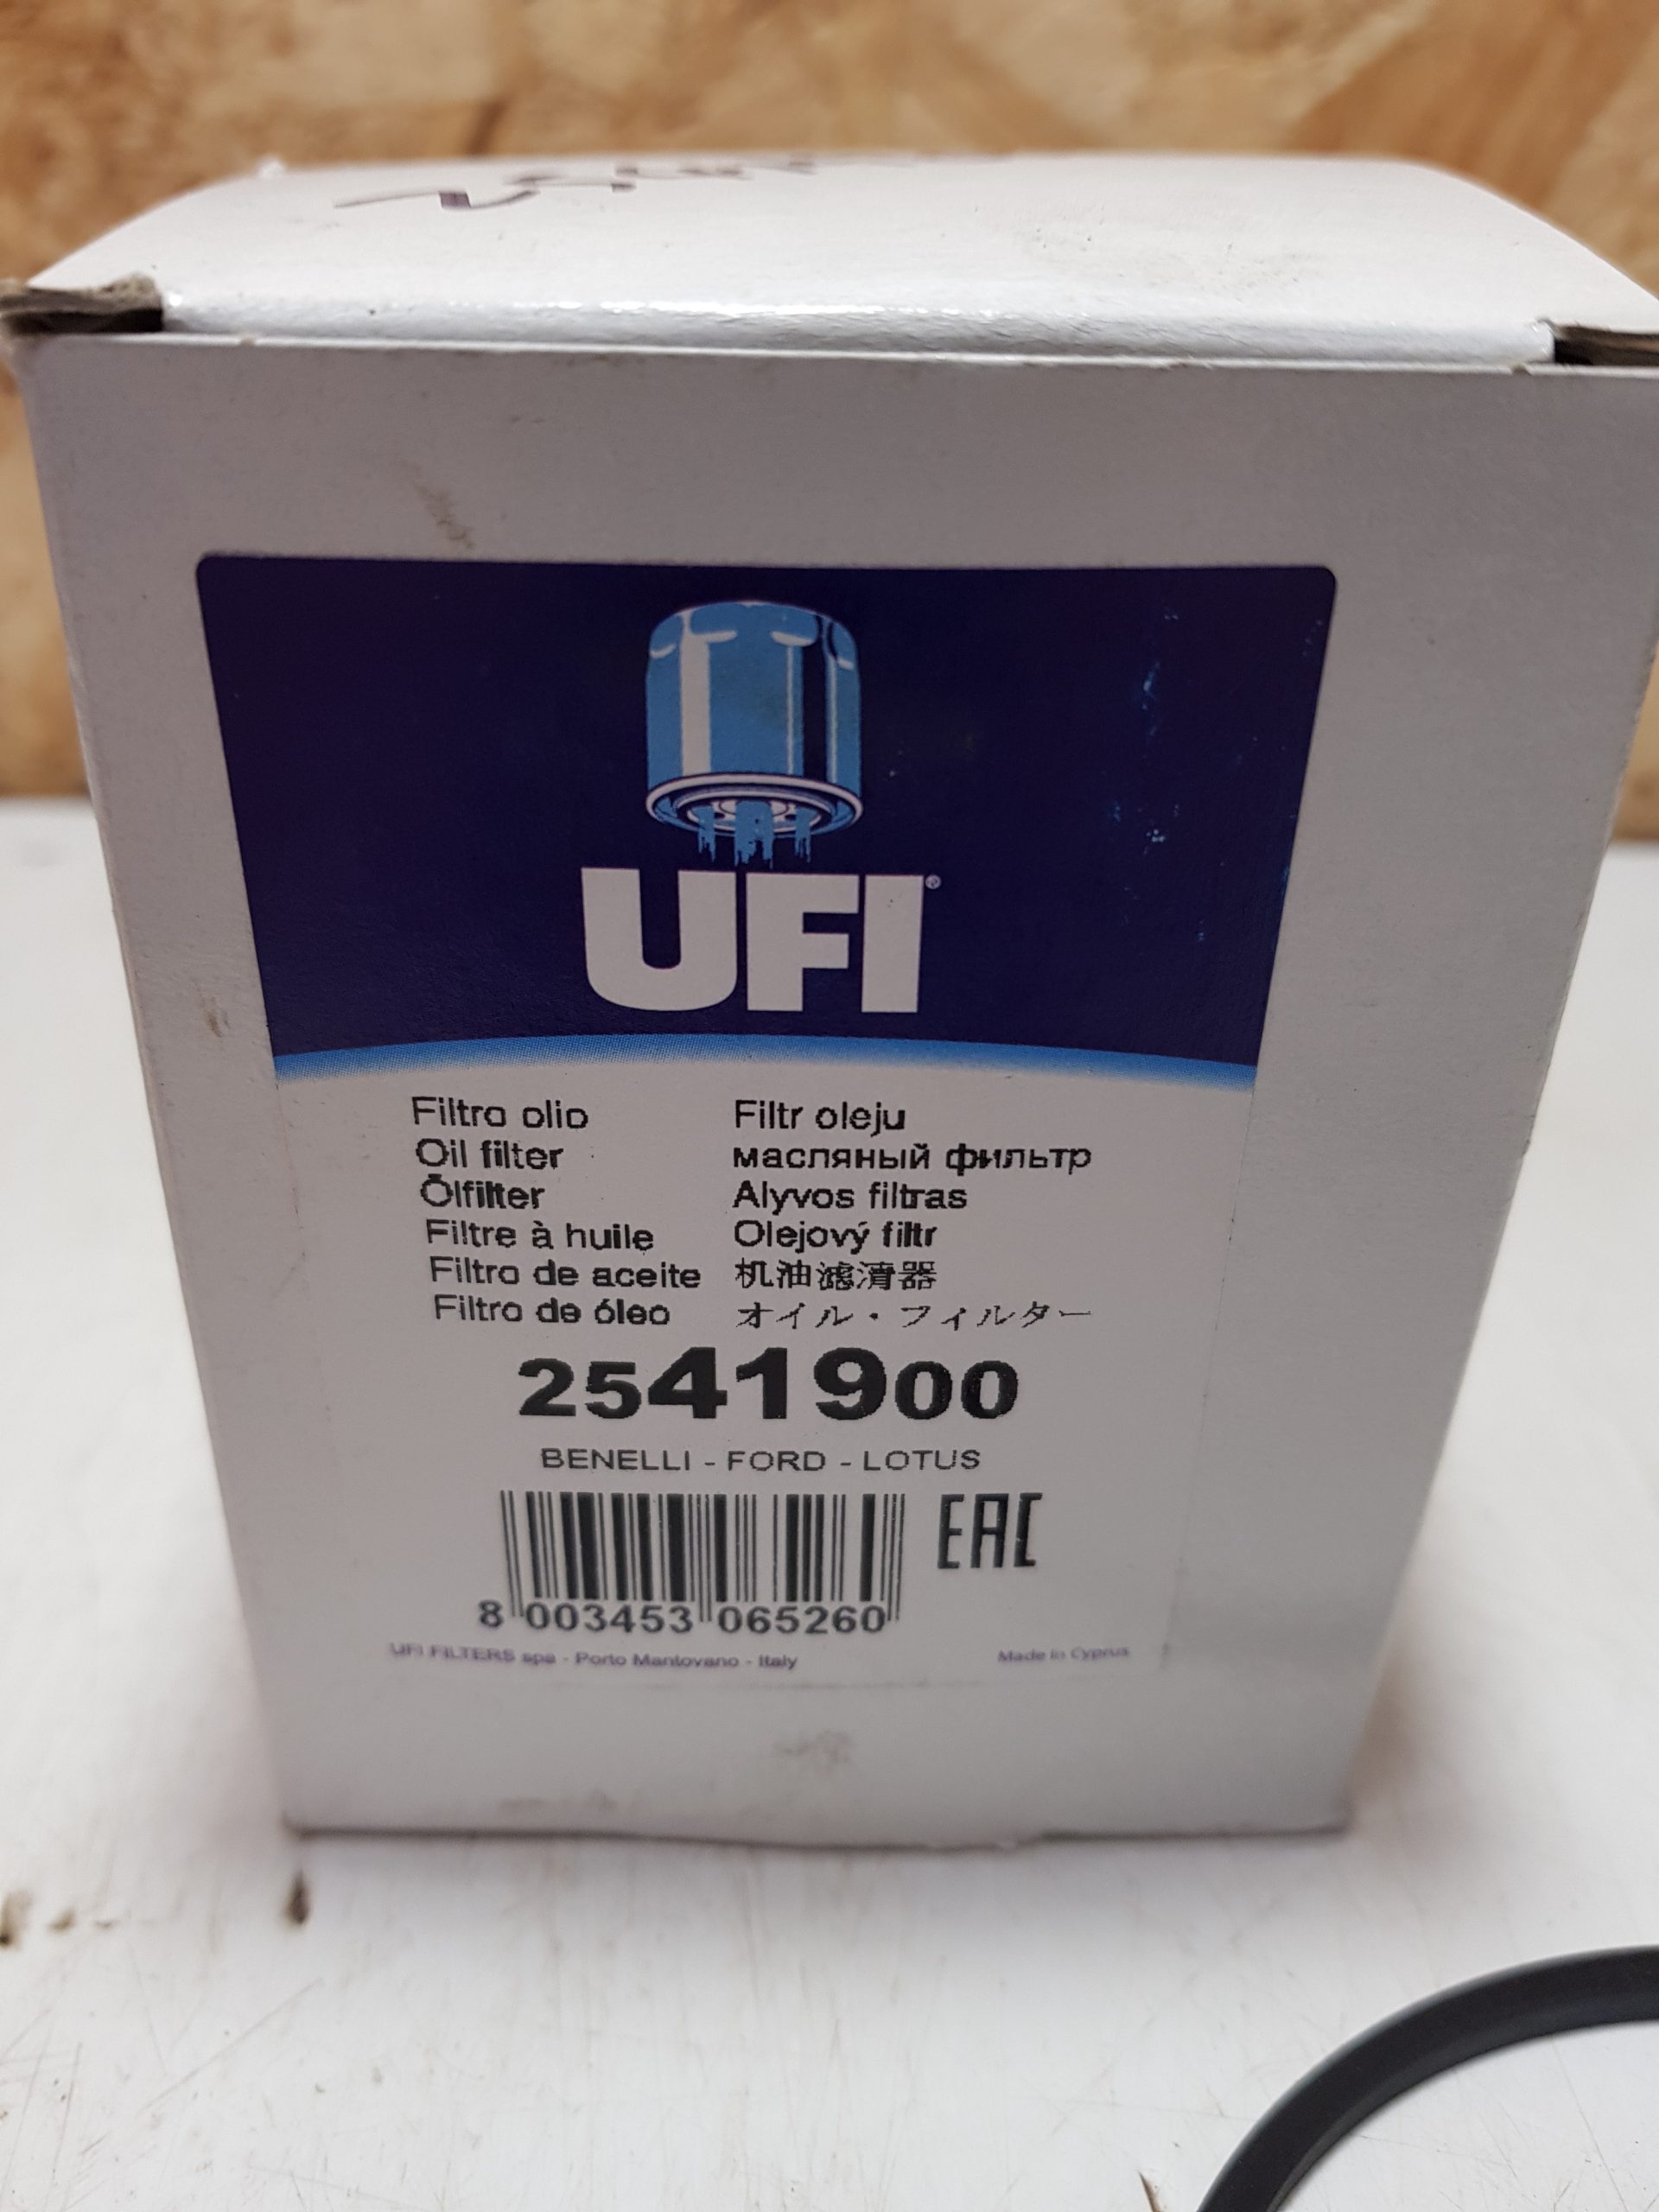 UFI®
Filtro olio
Oil filter
Ölfilter
Filtre à huile
Filtro de aceite
Filtro de óleo
Filtr oleju
масляный фильтр
Alyvos filtras
Olejový filtr
机油滤清器
オイル・フィルター
2541900
BENELLI - FORD - LOTUS
EAC
8 003453 065260
UFI FILTERS spa - Porto Mantovano - Italy
Made in Cyprus